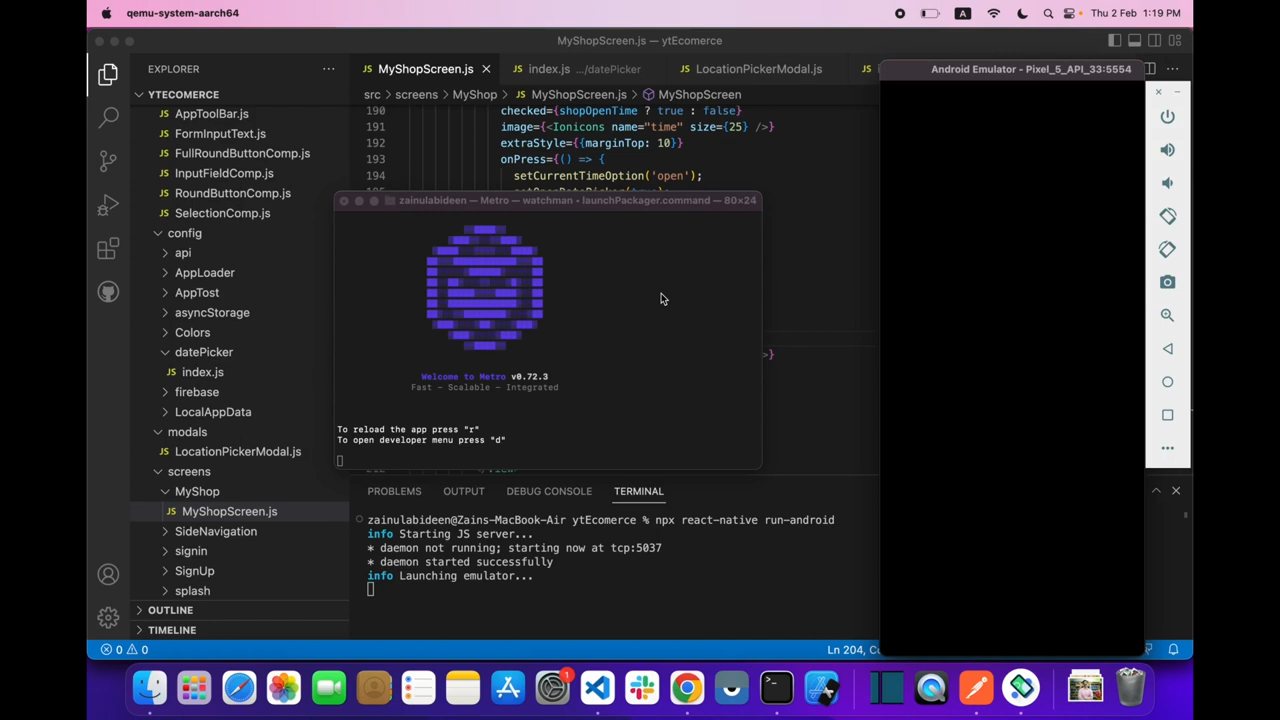 qemu-system-aarch64
A
Thu 2 Feb 1:19 PM
MyShopScreen.js — ytEcomerce
EXPLORER
YTECOMERCE
AppToolBar.js
FormInputText.js
FullRoundButtonComp.js
InputFieldComp.js
RoundButtonComp.js
SelectionComp.js
config
api
AppLoader
AppTost
asyncStorage
Colors
datePicker
index.js
firebase
LocalAppData
modals
LocationPickerModal.js
screens
MyShop
MyShopScreen.js
SideNavigation
signin
SignUp
splash
OUTLINE
TIMELINE
MyShopScreen.js
index.js .../datePicker
LocationPickerModal.js
src > screens > MyShop > MyShopScreen.js > MyShopScreen
190 checked={shopOpenTime ? true : false}
191 image={<Ionicons name="time" size={25} />}
192 extraStyle={{marginTop: 10}}
193 onPress={() => {
194 setCurrentTimeOption('open');
zainulabideen — Metro — watchman • launchPackager.command — 80×24
Welcome to Metro v0.72.3
Fast - Scalable - Integrated
To reload the app press "r"
To open developer menu press "d"
PROBLEMS OUTPUT DEBUG CONSOLE TERMINAL
zainulabideen@Zains-MacBook-Air ytEcomerce % npx react-native run-android
info Starting JS server...
* daemon not running; starting now at tcp:5037
* daemon started successfully
info Launching emulator...
Android Emulator - Pixel_5_API_33:5554
0 0
Ln 204, Co
1